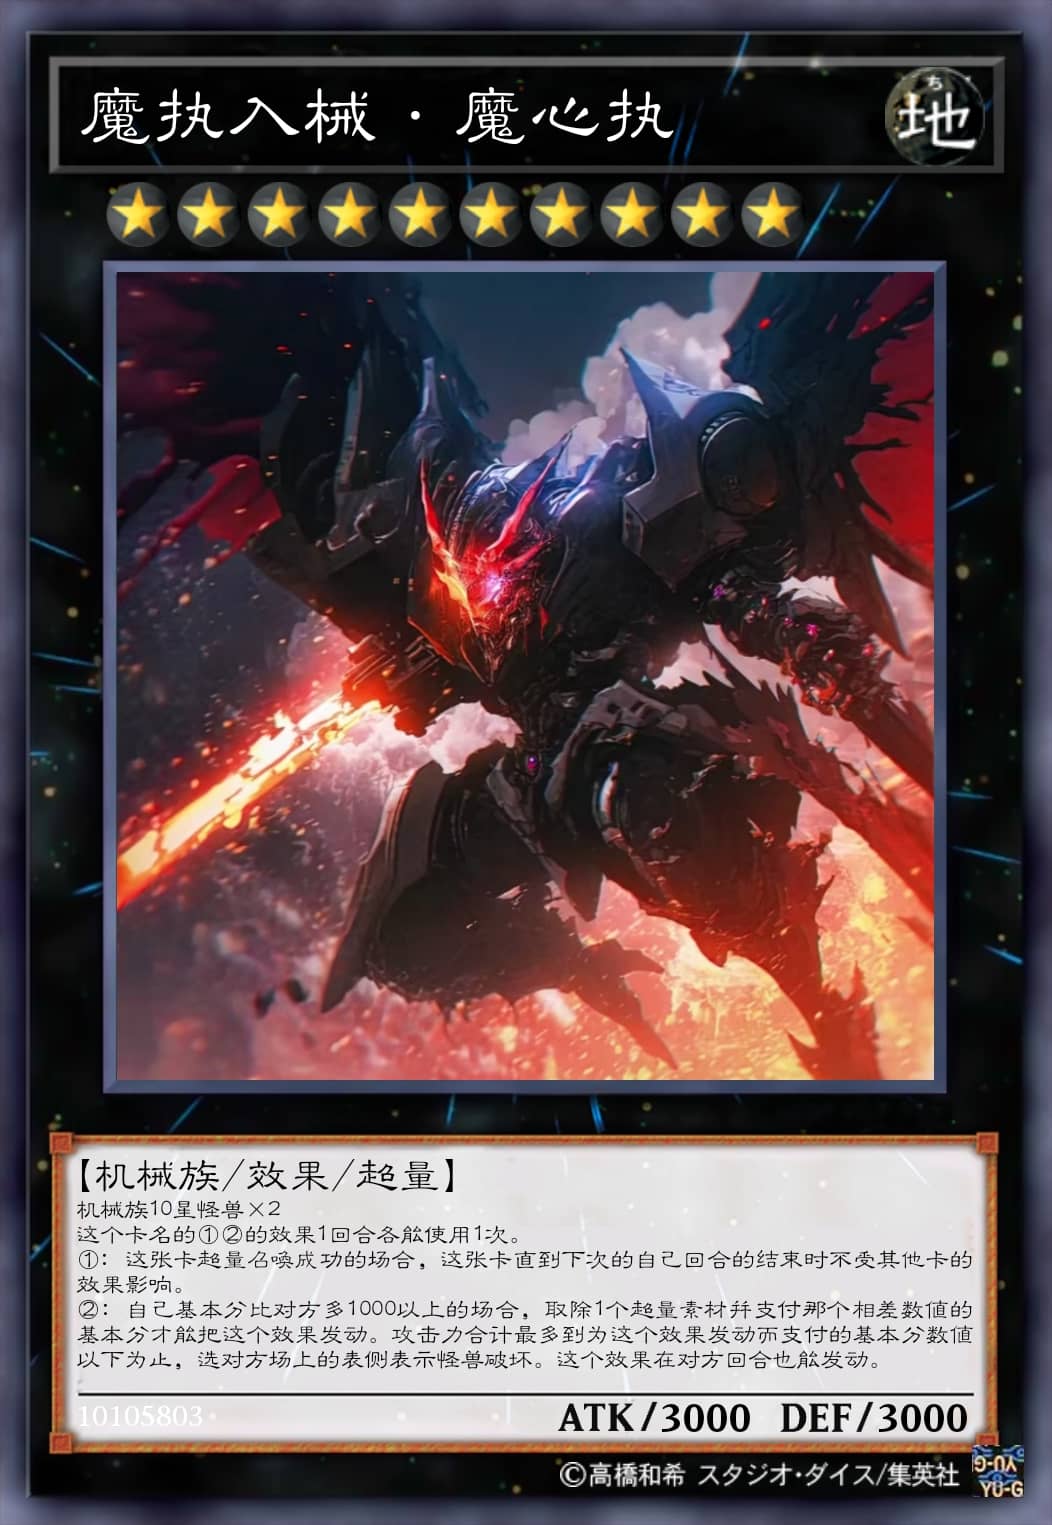 魔执入械·魔心执
ち
地
【机械族/效果/超量】
机械族10星怪兽×2
这个卡名的①②的效果1回合各能使用1次。
①：这张卡超量召唤成功的场合，这张卡直到下次的自己回合的结束时不受其他卡的
效果影响。
②：自己基本分比对方多1000以上的场合，取除1个超量素材并支付那个相差数值的
基本分才能把这个效果发动。攻击力合计最多到为这个效果发动而支付的基本分数值
以下为止，选对方场上的表侧表示怪兽破坏。这个效果在对方回合也能发动。
10105803
ATK/3000 DEF/3000
©高橋和希 スタジオ・ダイス/集英社
YU-G